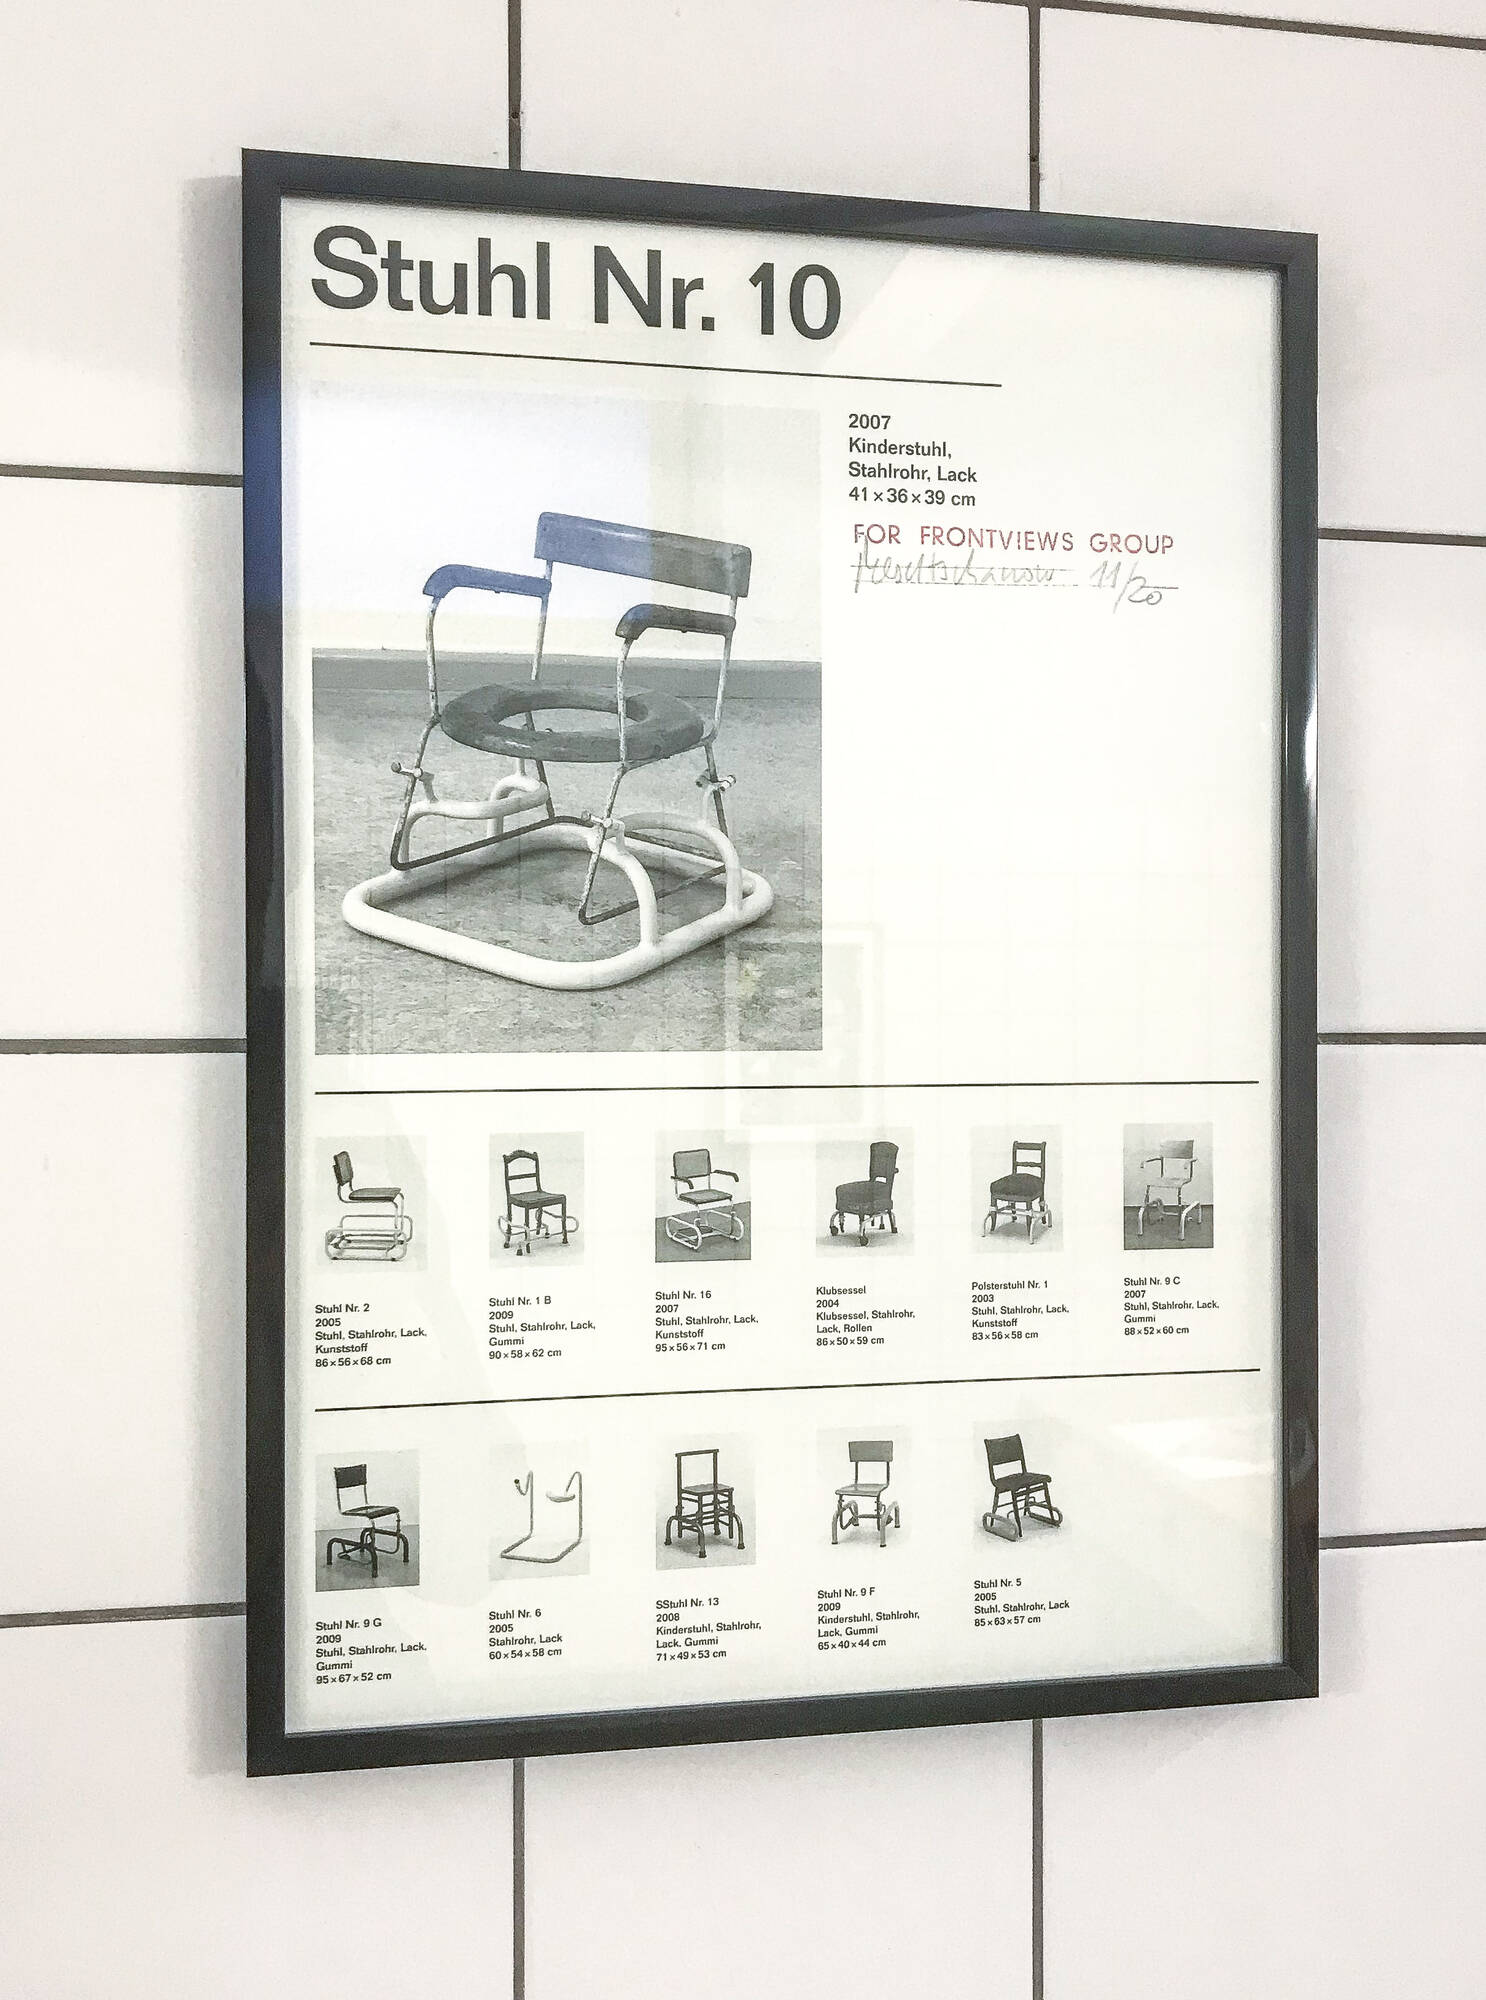 Stuhl Nr. 10
2007
Kinderstuhl,
Stahlrohr, Lack
41 × 36 × 39 cm
FOR FRONTVIEWS GROUP
11/20
Stuhl Nr. 2
2005
Stuhl, Stahlrohr, Lack,
Kunststoff
86 × 56 × 68 cm
Stuhl Nr. 1 B
2009
Stuhl, Stahlrohr, Lack,
Gummi
90 × 58 × 62 cm
Stuhl Nr. 16
2007
Stuhl, Stahlrohr, Lack,
Kunststoff
95 × 56 × 71 cm
Klubsessel
2004
Klubsessel, Stahlrohr,
Lack, Rollen
86 × 50 × 59 cm
Polsterstuhl Nr. 1
2003
Stuhl, Stahlrohr, Lack,
Kunststoff
83 × 56 × 58 cm
Stuhl Nr. 9 C
2007
Stuhl, Stahlrohr, Lack,
Gummi
88 × 52 × 60 cm
Stuhl Nr. 9 G
2009
Stuhl, Stahlrohr, Lack,
Gummi
95 × 67 × 52 cm
Stuhl Nr. 6
2005
Stahlrohr, Lack
60 × 54 × 58 cm
SStuhl Nr. 13
2008
Kinderstuhl, Stahlrohr,
Lack, Gummi
71 × 49 × 53 cm
Stuhl Nr. 9 F
2009
Kinderstuhl, Stahlrohr,
Lack, Gummi
65 × 40 × 44 cm
Stuhl Nr. 5
2005
Stuhl, Stahlrohr, Lack
85 × 63 × 57 cm